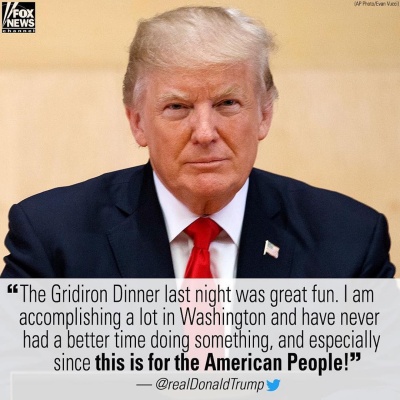 FOX
NEWS
channel
(AP Photo/Evan Vucci)
“The Gridiron Dinner last night was great fun. I am
accomplishing a lot in Washington and have never
had a better time doing something, and especially
since this is for the American People!”
— @realDonaldTrump